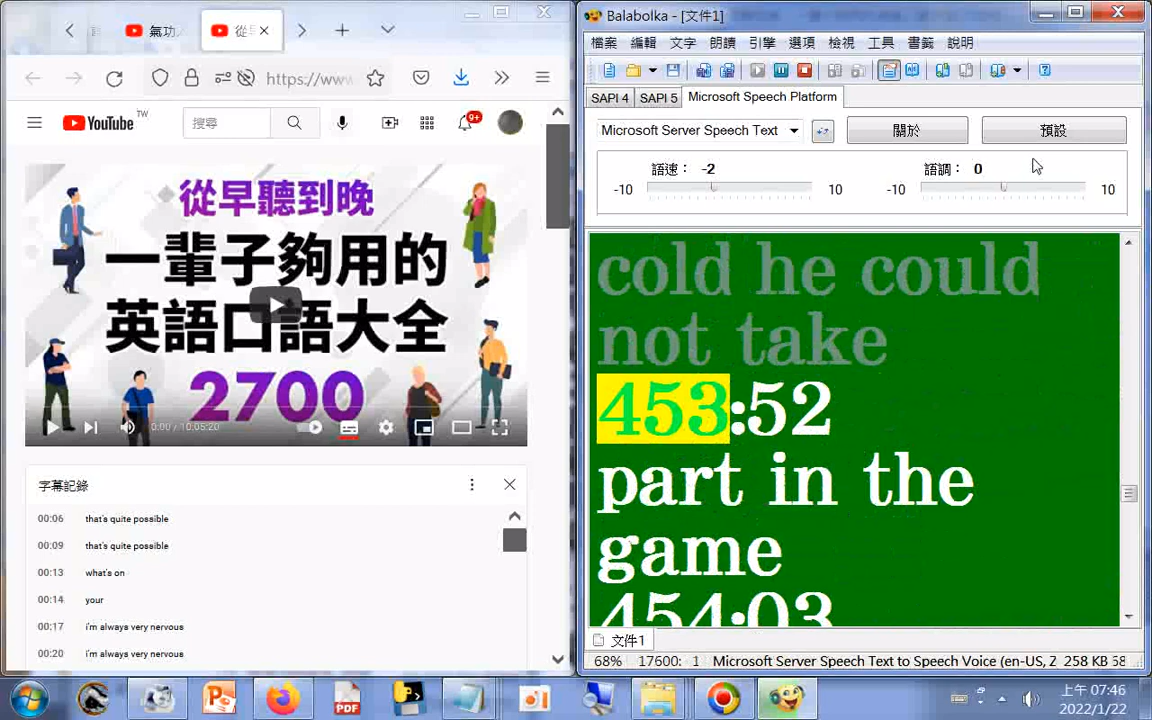 氣功
從
https://www
YouTube TW
搜尋
9+
從早聽到晚
一輩子夠用的
英語口語大全
2700
0:00 / 10:05:20
字幕記錄
00:06 that's quite possible
00:09 that's quite possible
00:13 what's on
00:14 your
00:17 i'm always very nervous
00:20 i'm always very nervous
Balabolka - [文件1]
檔案 編輯 文字 朗讀 引擎 選項 檢視 工具 書籤 說明
SAPI 4 SAPI 5 Microsoft Speech Platform
Microsoft Server Speech Text 關於 預設
語速： -2 語調： 0
-10 10 -10 10
cold he could
not take
453:52
part in the
game
454:03
文件1
68% 17600: 1 Microsoft Server Speech Text to Speech Voice (en-US, Z 258 KB 58
PDF
上午 07:46
2022/1/22